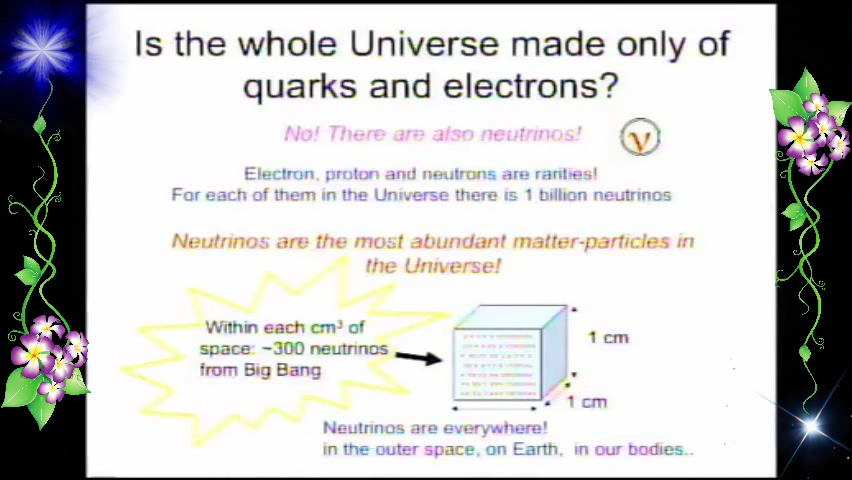 Is the whole Universe made only of
quarks and electrons?
No! There are also neutrinos!
ν
Electron, proton and neutrons are rarities!
For each of them in the Universe there is 1 billion neutrinos
Neutrinos are the most abundant matter-particles in
the Universe!
Within each cm³ of
space: ~300 neutrinos
from Big Bang
1 cm
1 cm
Neutrinos are everywhere!
in the outer space, on Earth, in our bodies..